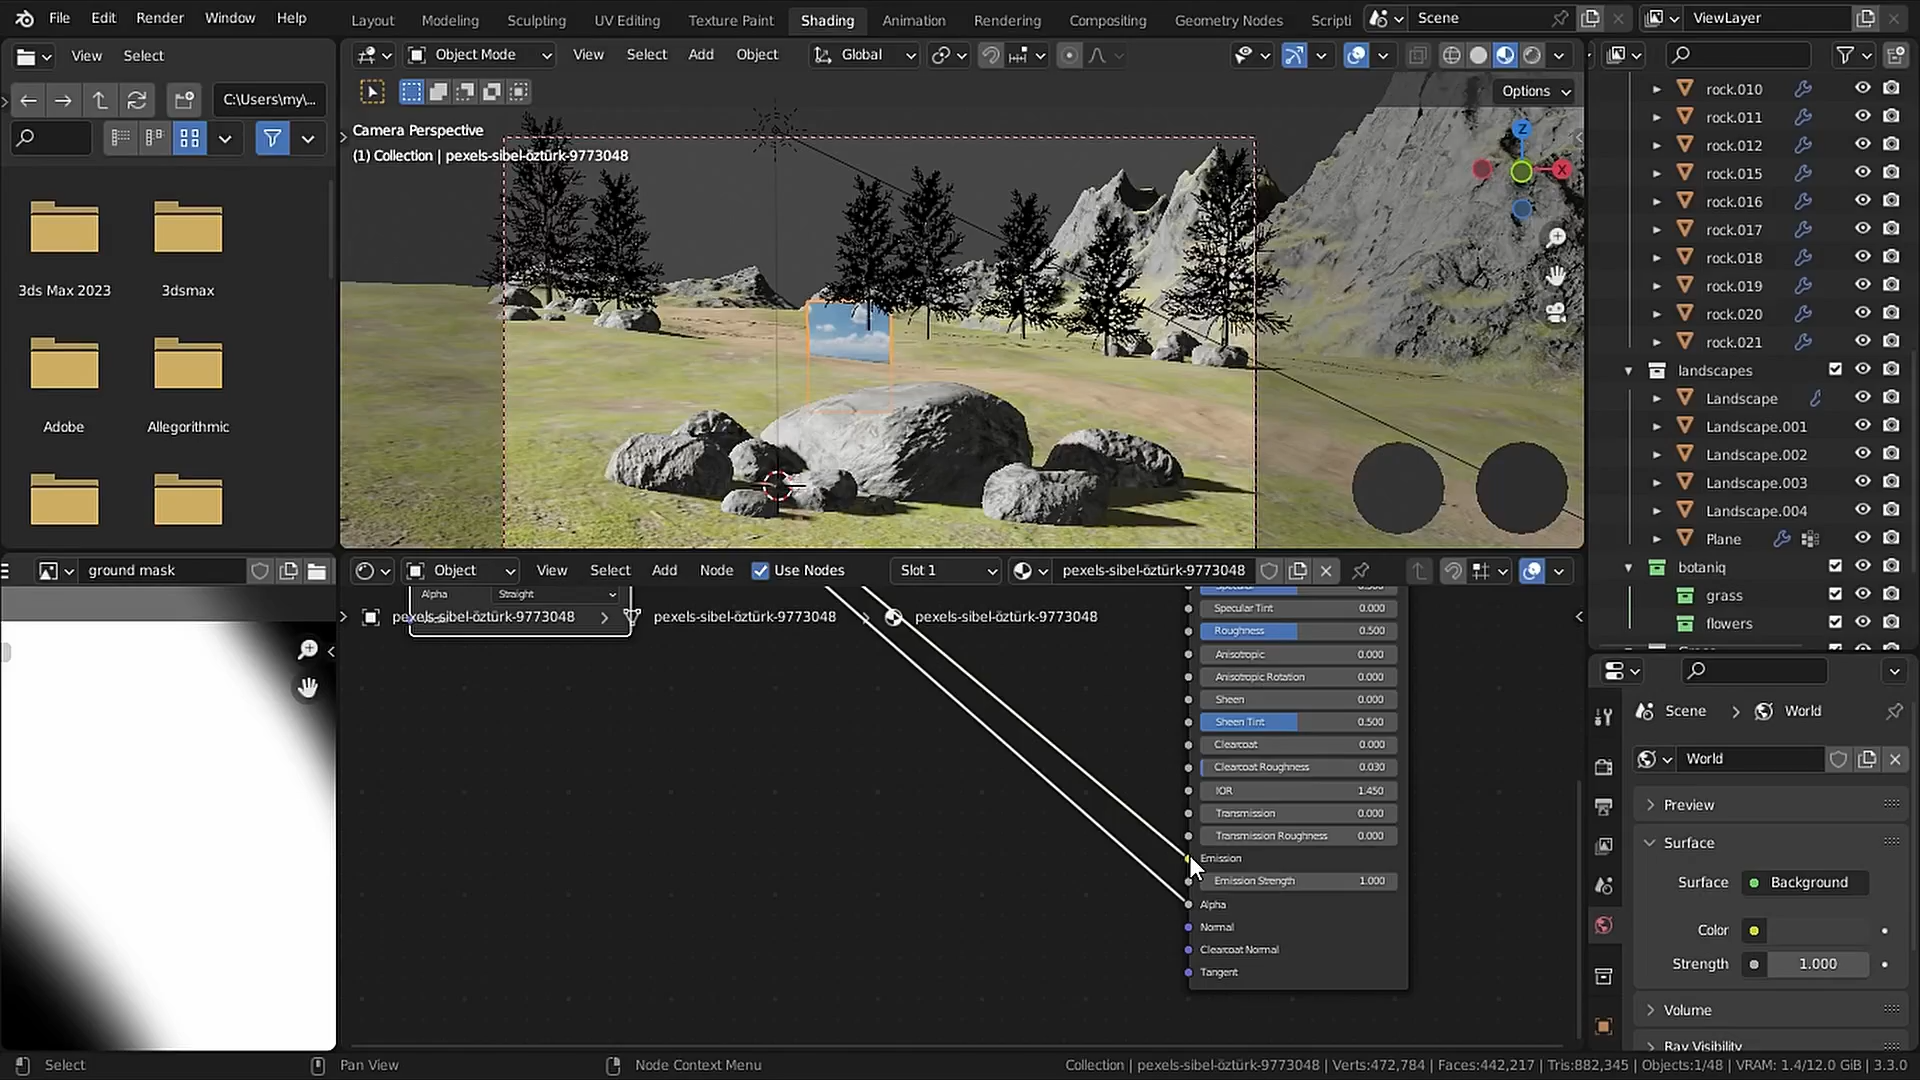 File Edit Render Window Help
Layout Modeling Sculpting UV Editing Texture Paint Shading Animation Rendering Compositing Geometry Nodes Scripti
Scene
ViewLayer
View Select
Object Mode View Select Add Object Global
C:\Users\my\...
Options
Camera Perspective
(1) Collection | pexels-sibel-öztürk-9773048
Z
X
3ds Max 2023
3dsmax
Adobe
Allegorithmic
rock.010
rock.011
rock.012
rock.015
rock.016
rock.017
rock.018
rock.019
rock.020
rock.021
landscapes
Landscape
Landscape.001
Landscape.002
Landscape.003
Landscape.004
Plane
botaniq
grass
flowers
ground mask
Object View Select Add Node Use Nodes Slot 1 pexels-sibel-öztürk-9773048
Alpha Straight
pexels-sibel-öztürk-9773048 pexels-sibel-öztürk-9773048 pexels-sibel-öztürk-9773048
Specular Tint 0.000
Roughness 0.500
Anisotropic 0.000
Anisotropic Rotation 0.000
Sheen 0.000
Sheen Tint 0.500
Clearcoat 0.000
Clearcoat Roughness 0.030
IOR 1.450
Transmission 0.000
Transmission Roughness 0.000
Emission
Emission Strength 1.000
Alpha
Normal
Clearcoat Normal
Tangent
Scene World
World
Preview
Surface
Surface Background
Color
Strength 1.000
Volume
Ray Visibility
Select
Pan View
Node Context Menu
Collection | pexels-sibel-öztürk-9773048 | Verts:472,784 | Faces:442,217 | Tris:882,345 | Objects:1/48 | VRAM: 1.4/12.0 GiB | 3.3.0